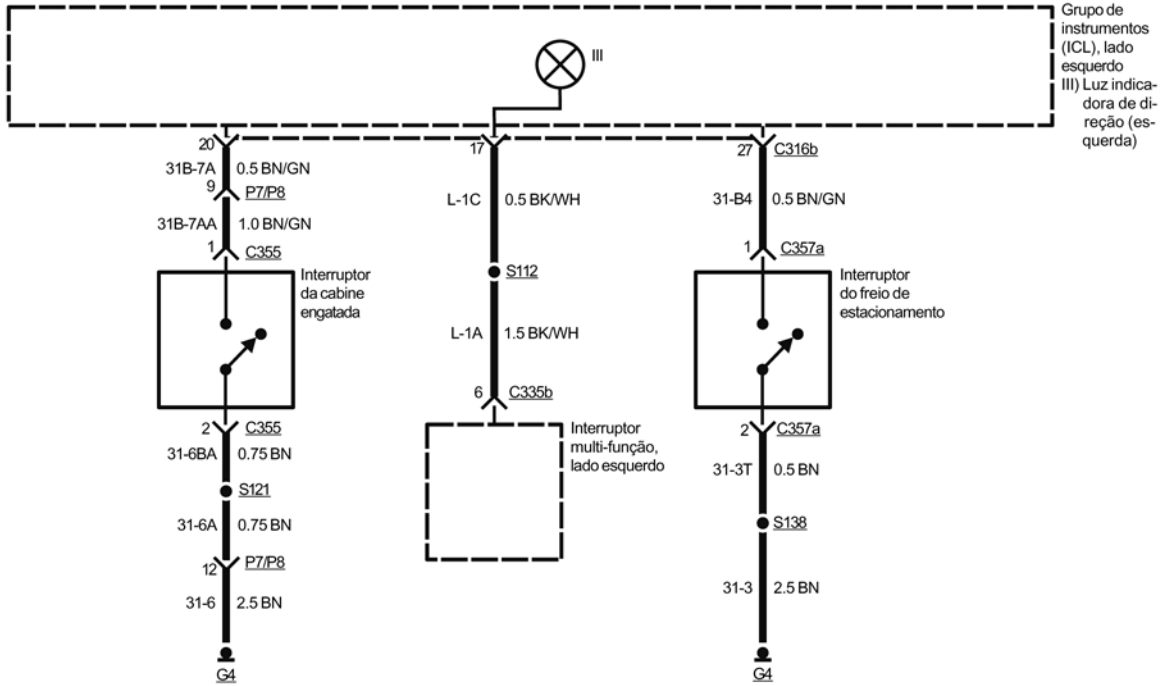 Grupo de
instrumentos
(ICL), lado
esquerdo
III) Luz indica-
dora de di-
reção (es-
querda)
III
20
17
27
C316b
31B-7A
0.5 BN/GN
9
P7/P8
31B-7AA
1.0 BN/GN
1
C355
Interruptor
da cabine
engatada
2
C355
31-6BA
0.75 BN
S121
31-6A
0.75 BN
12
P7/P8
31-6
2.5 BN
G4
L-1C
0.5 BK/WH
S112
L-1A
1.5 BK/WH
6
C335b
Interruptor
multi-função,
lado esquerdo
31-B4
0.5 BN/GN
1
C357a
Interruptor
do freio de
estacionamento
2
C357a
31-3T
0.5 BN
S138
31-3
2.5 BN
G4